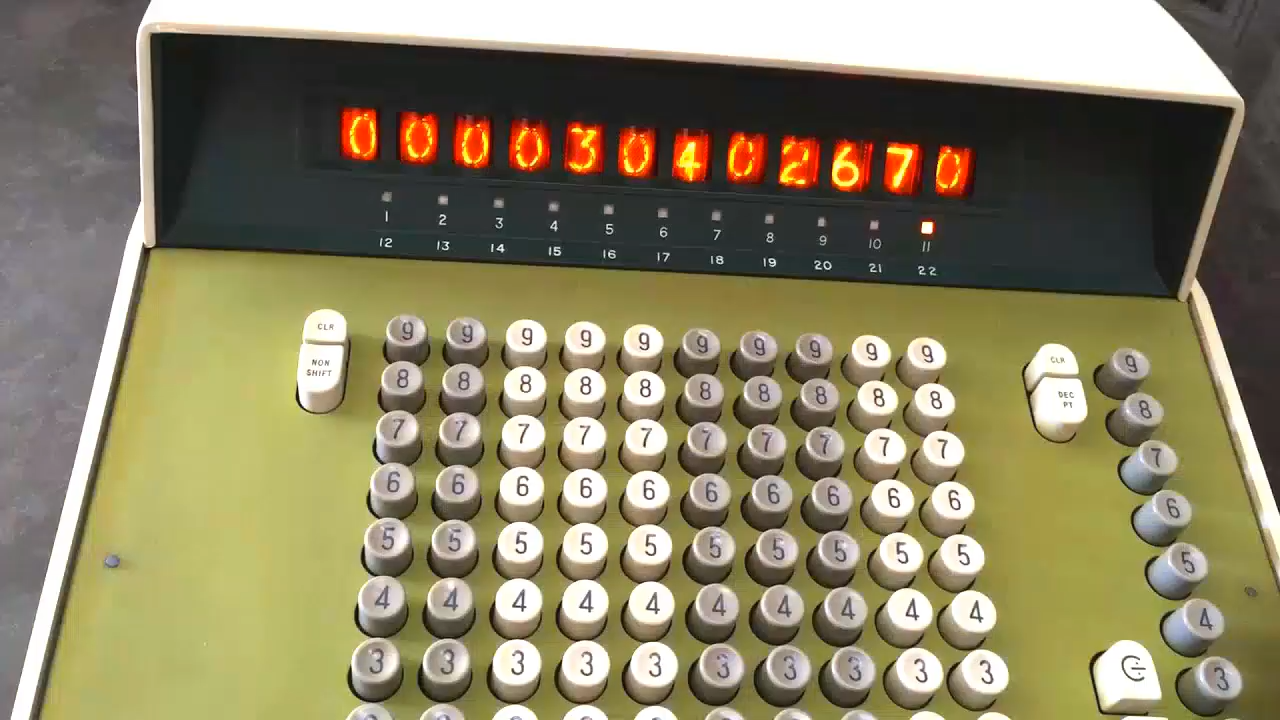 000030402670
1 2 3 4 5 6 7 8 9 10 11
12 13 14 15 16 17 18 19 20 21 22
CLR 9 9 9 9 9 9 9 9 9 9 CLR 9
NON SHIFT 8 8 8 8 8 8 8 8 8 8 DEC PT 8
7 7 7 7 7 7 7 7 7 7 7
6 6 6 6 6 6 6 6 6 6 6
5 5 5 5 5 5 5 5 5 5 5
4 4 4 4 4 4 4 4 4 4 4
3 3 3 3 3 3 3 3 3 3 3